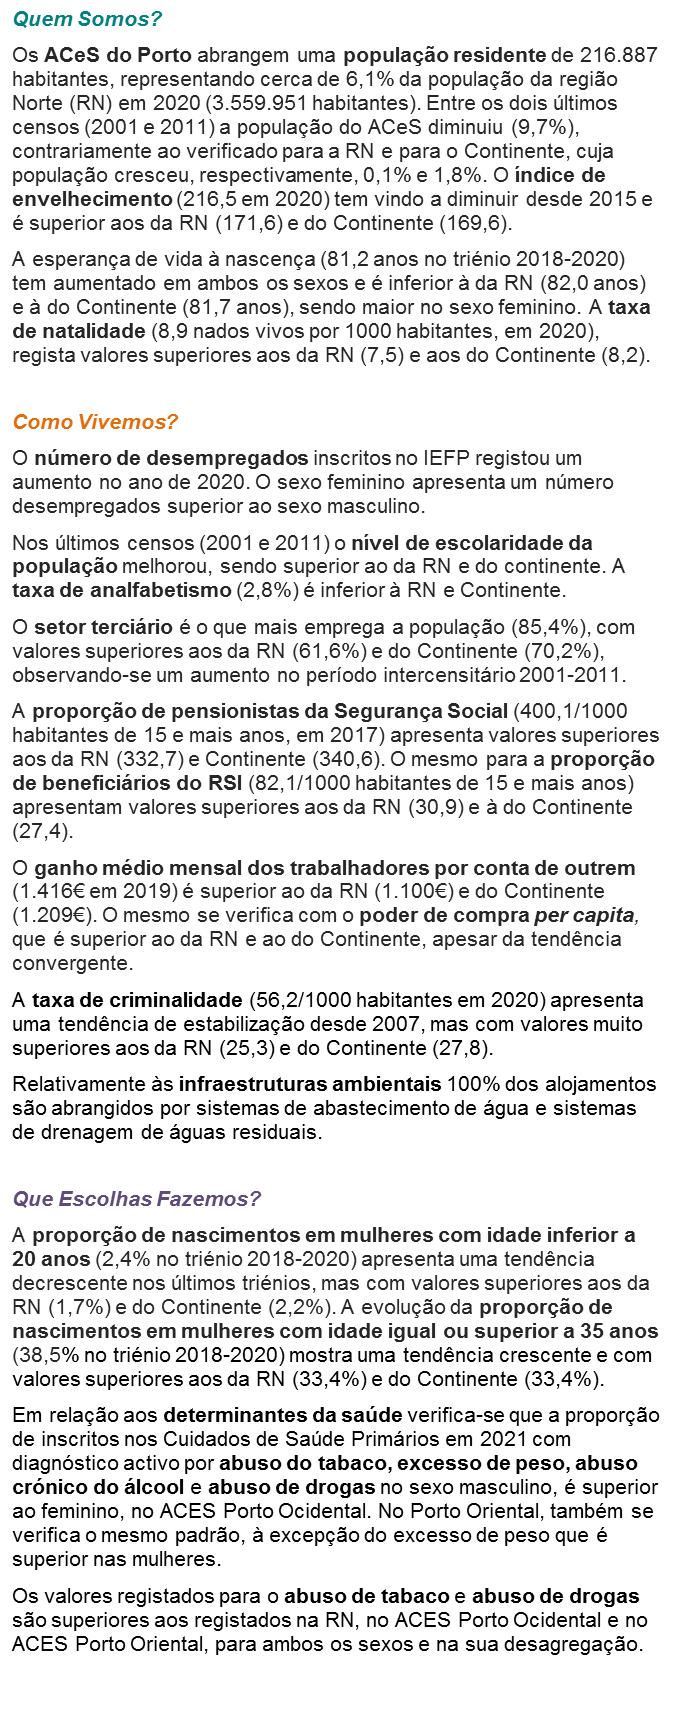 Quem Somos?
Os ACeS do Porto abrangem uma população residente de 216.887
habitantes, representando cerca de 6,1% da população da região
Norte (RN) em 2020 (3.559.951 habitantes). Entre os dois últimos
censos (2001 e 2011) a população do ACeS diminuiu (9,7%),
contrariamente ao verificado para a RN e para o Continente, cuja
população cresceu, respectivamente, 0,1% e 1,8%. O índice de
envelhecimento (216,5 em 2020) tem vindo a diminuir desde 2015 e
é superior aos da RN (171,6) e do Continente (169,6).
A esperança de vida à nascença (81,2 anos no triénio 2018-2020)
tem aumentado em ambos os sexos e é inferior à da RN (82,0 anos)
e à do Continente (81,7 anos), sendo maior no sexo feminino. A taxa
de natalidade (8,9 nados vivos por 1000 habitantes, em 2020),
regista valores superiores aos da RN (7,5) e aos do Continente (8,2).
Como Vivemos?
O número de desempregados inscritos no IEFP registou um
aumento no ano de 2020. O sexo feminino apresenta um número
desempregados superior ao sexo masculino.
Nos últimos censos (2001 e 2011) o nível de escolaridade da
população melhorou, sendo superior ao da RN e do continente. A
taxa de analfabetismo (2,8%) é inferior à RN e Continente.
O setor terciário é o que mais emprega a população (85,4%), com
valores superiores aos da RN (61,6%) e do Continente (70,2%),
observando-se um aumento no período intercensitário 2001-2011.
A proporção de pensionistas da Segurança Social (400,1/1000
habitantes de 15 e mais anos, em 2017) apresenta valores superiores
aos da RN (332,7) e Continente (340,6). O mesmo para a proporção
de beneficiários do RSI (82,1/1000 habitantes de 15 e mais anos)
apresentam valores superiores aos da RN (30,9) e à do Continente
(27,4).
O ganho médio mensal dos trabalhadores por conta de outrem
(1.416€ em 2019) é superior ao da RN (1.100€) e do Continente
(1.209€). O mesmo se verifica com o poder de compra per capita,
que é superior ao da RN e ao do Continente, apesar da tendência
convergente.
A taxa de criminalidade (56,2/1000 habitantes em 2020) apresenta
uma tendência de estabilização desde 2007, mas com valores muito
superiores aos da RN (25,3) e do Continente (27,8).
Relativamente às infraestruturas ambientais 100% dos alojamentos
são abrangidos por sistemas de abastecimento de água e sistemas
de drenagem de águas residuais.
Que Escolhas Fazemos?
A proporção de nascimentos em mulheres com idade inferior a
20 anos (2,4% no triénio 2018-2020) apresenta uma tendência
decrescente nos últimos triénios, mas com valores superiores aos da
RN (1,7%) e do Continente (2,2%). A evolução da proporção de
nascimentos em mulheres com idade igual ou superior a 35 anos
(38,5% no triénio 2018-2020) mostra uma tendência crescente e com
valores superiores aos da RN (33,4%) e do Continente (33,4%).
Em relação aos determinantes da saúde verifica-se que a proporção
de inscritos nos Cuidados de Saúde Primários em 2021 com
diagnóstico activo por abuso do tabaco, excesso de peso, abuso
crónico do álcool e abuso de drogas no sexo masculino, é superior
ao feminino, no ACES Porto Ocidental. No Porto Oriental, também se
verifica o mesmo padrão, à excepção do excesso de peso que é
superior nas mulheres.
Os valores registados para o abuso de tabaco e abuso de drogas
são superiores aos registados na RN, no ACES Porto Ocidental e no
ACES Porto Oriental, para ambos os sexos e na sua desagregação.